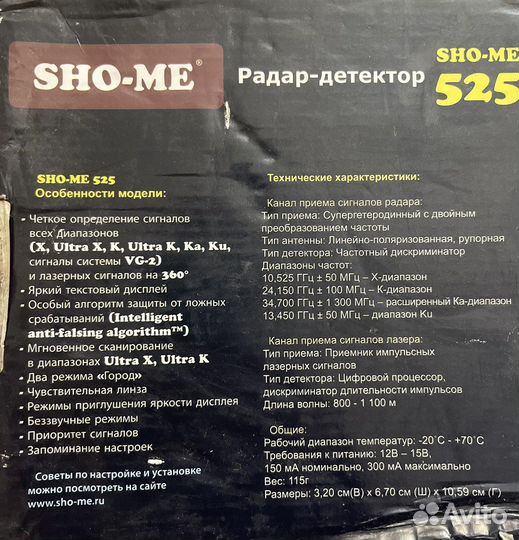 SHO-ME®
Радар-детектор
SHO-ME
525
SHO-ME 525
Особенности модели:
- Четкое определение сигналов
всех Диапазонов
(X, Ultra X, K, Ultra K, Ka, Ku,
сигналы системы VG-2)
и лазерных сигналов на 360°
- Яркий текстовый дисплей
- Особый алгоритм защиты от ложных
срабатываний (Intelligent
anti-falsing algorithm™)
- Мгновенное сканирование
в диапазонах Ultra X, Ultra K
- Два режима «Город»
- Чувствительная линза
- Режимы приглушения яркости дисплея
- Беззвучные режимы
- Приоритет сигналов
- Запоминание настроек
Советы по настройке и установке
можно посмотреть на сайте
www.sho-me.ru
Технические характеристики:
Канал приема сигналов радара:
Тип приема: Супергетеродинный с двойным
преобразованием частоты
Тип антенны: Линейно-поляризованная, рупорная
Тип детектора: Частотный дискриминатор
Диапазоны частот:
10,525 ГГц ± 50 МГц – X-диапазон
24,150 ГГц ± 100 МГц – К-диапазон
34,700 ГГц ± 1 300 МГц – расширенный Ка-диапазон
13,450 ГГц ± 50 МГц – диапазон Ku
Канал приема сигналов лазера:
Тип приема: Приемник импульсных
лазерных сигналов
Тип детектора: Цифровой процессор,
дискриминатор длительности импульсов
Длина волны: 800 - 1 100 м
Общие:
Рабочий диапазон температур: -20˚C - +70˚C
Требования к питанию: 12В – 15В,
150 мА номинально, 300 мА максимально
Вес: 115г
Размеры: 3,20 см(В) x 6,70 см (Ш) x 10,59 см (Г)
Avito